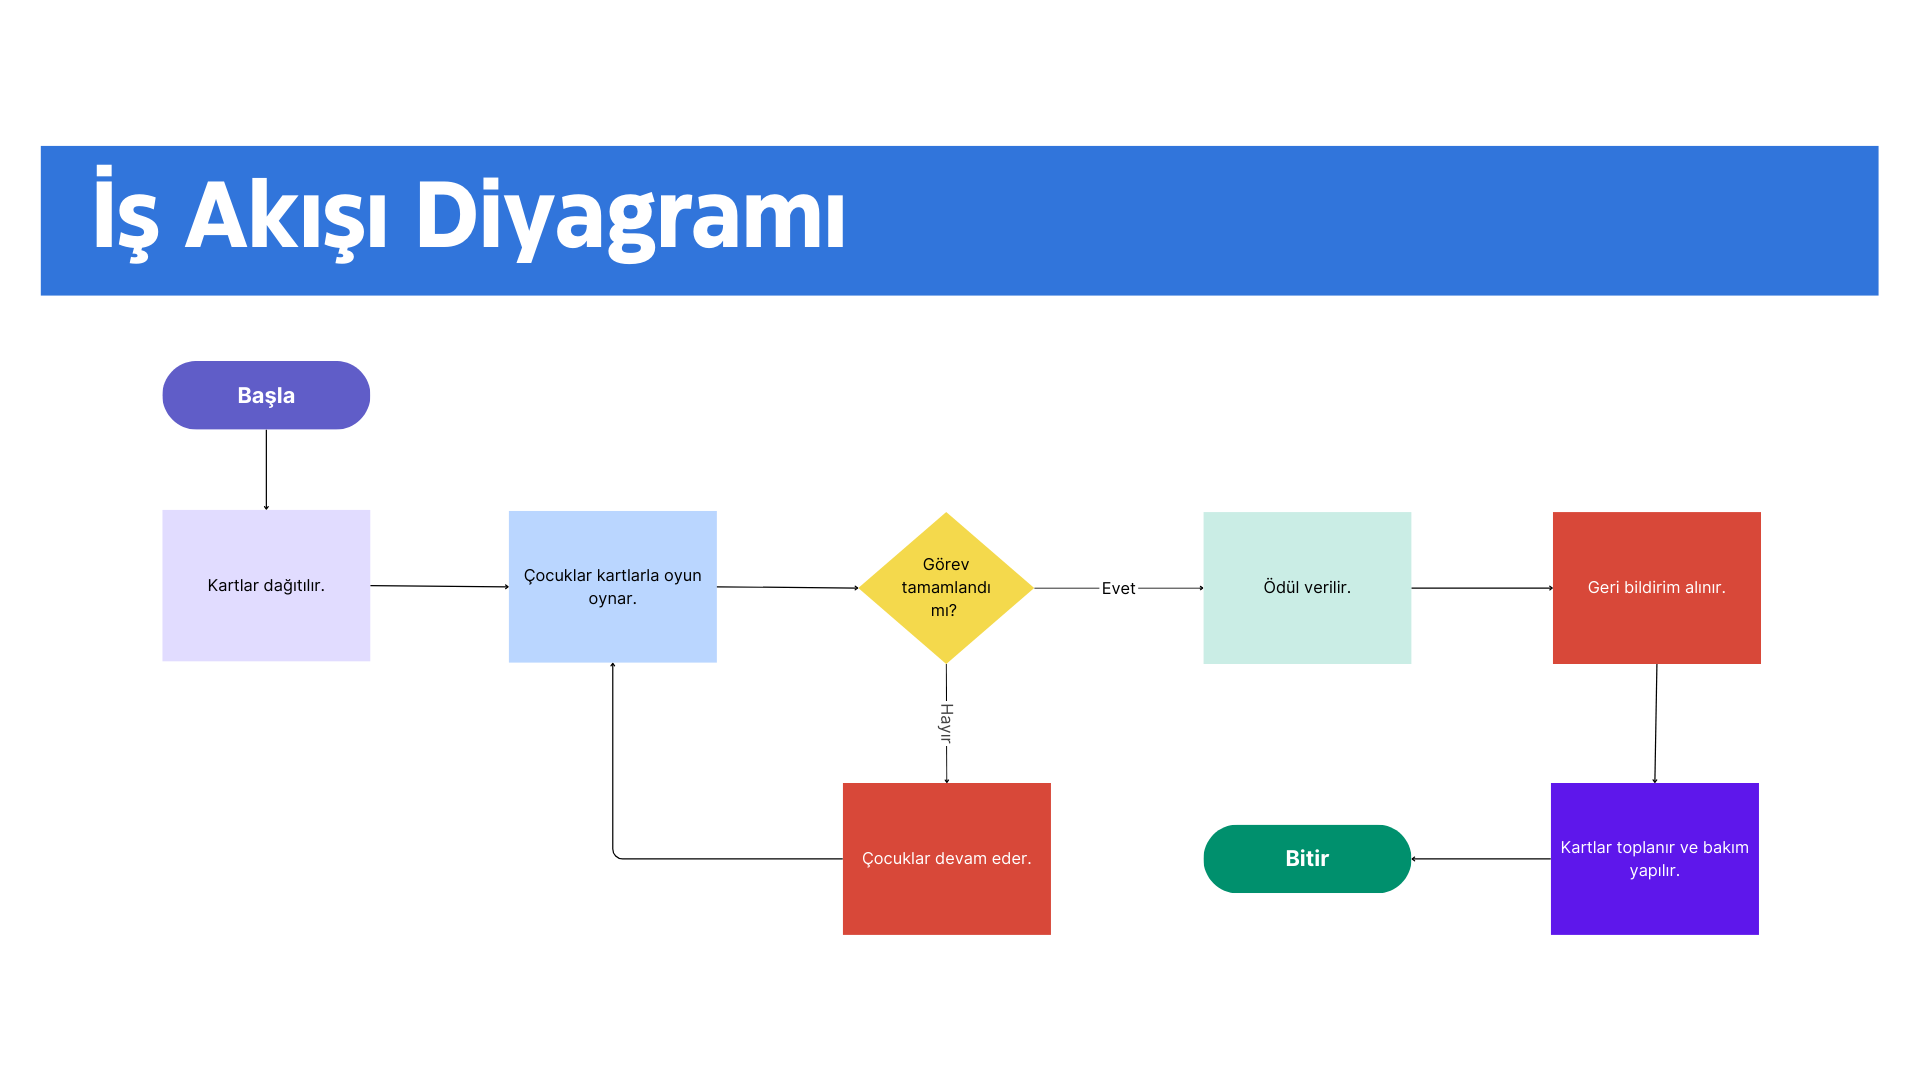 İş Akışı Diyagramı
Başla
Kartlar dağıtılır.
Çocuklar kartlarla oyun
oynar.
Görev
tamamlandı
mı?
Evet
Ödül verilir.
Geri bildirim alınır.
Hayır
Çocuklar devam eder.
Bitir
Kartlar toplanır ve bakım
yapılır.